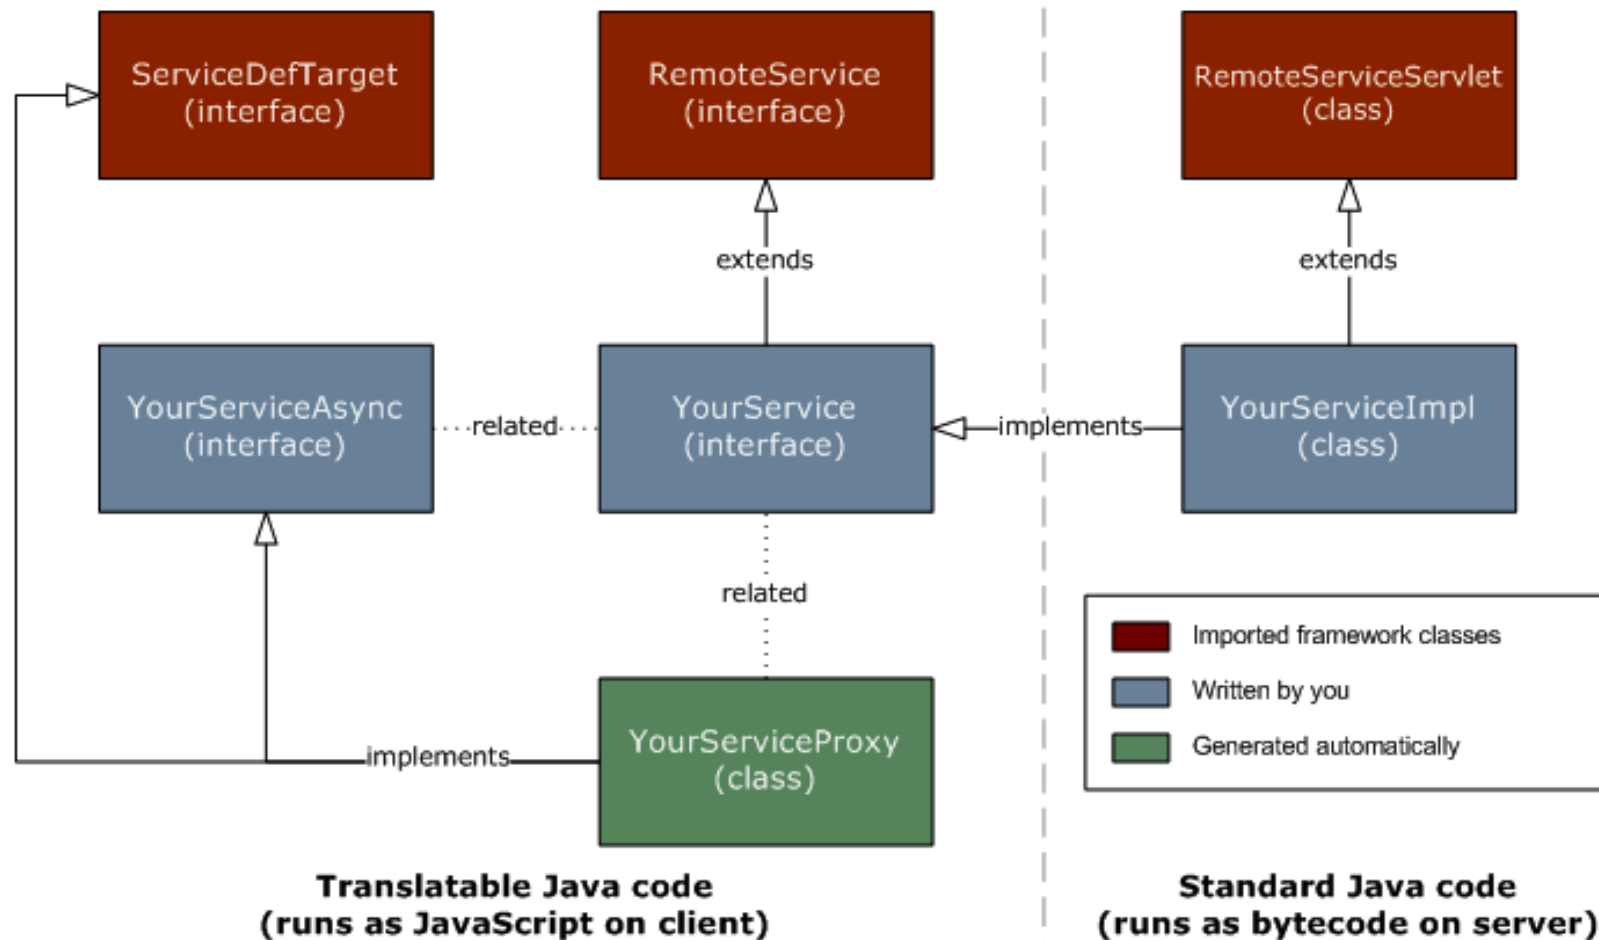 ServiceDefTarget
(interface)
RemoteService
(interface)
RemoteServiceServlet
(class)
extends
extends
YourServiceAsync
(interface)
related
YourService
(interface)
implements
YourServiceImpl
(class)
related
Imported framework classes
Written by you
Generated automatically
implements
YourServiceProxy
(class)
Translatable Java code
(runs as JavaScript on client)
Standard Java code
(runs as bytecode on server)